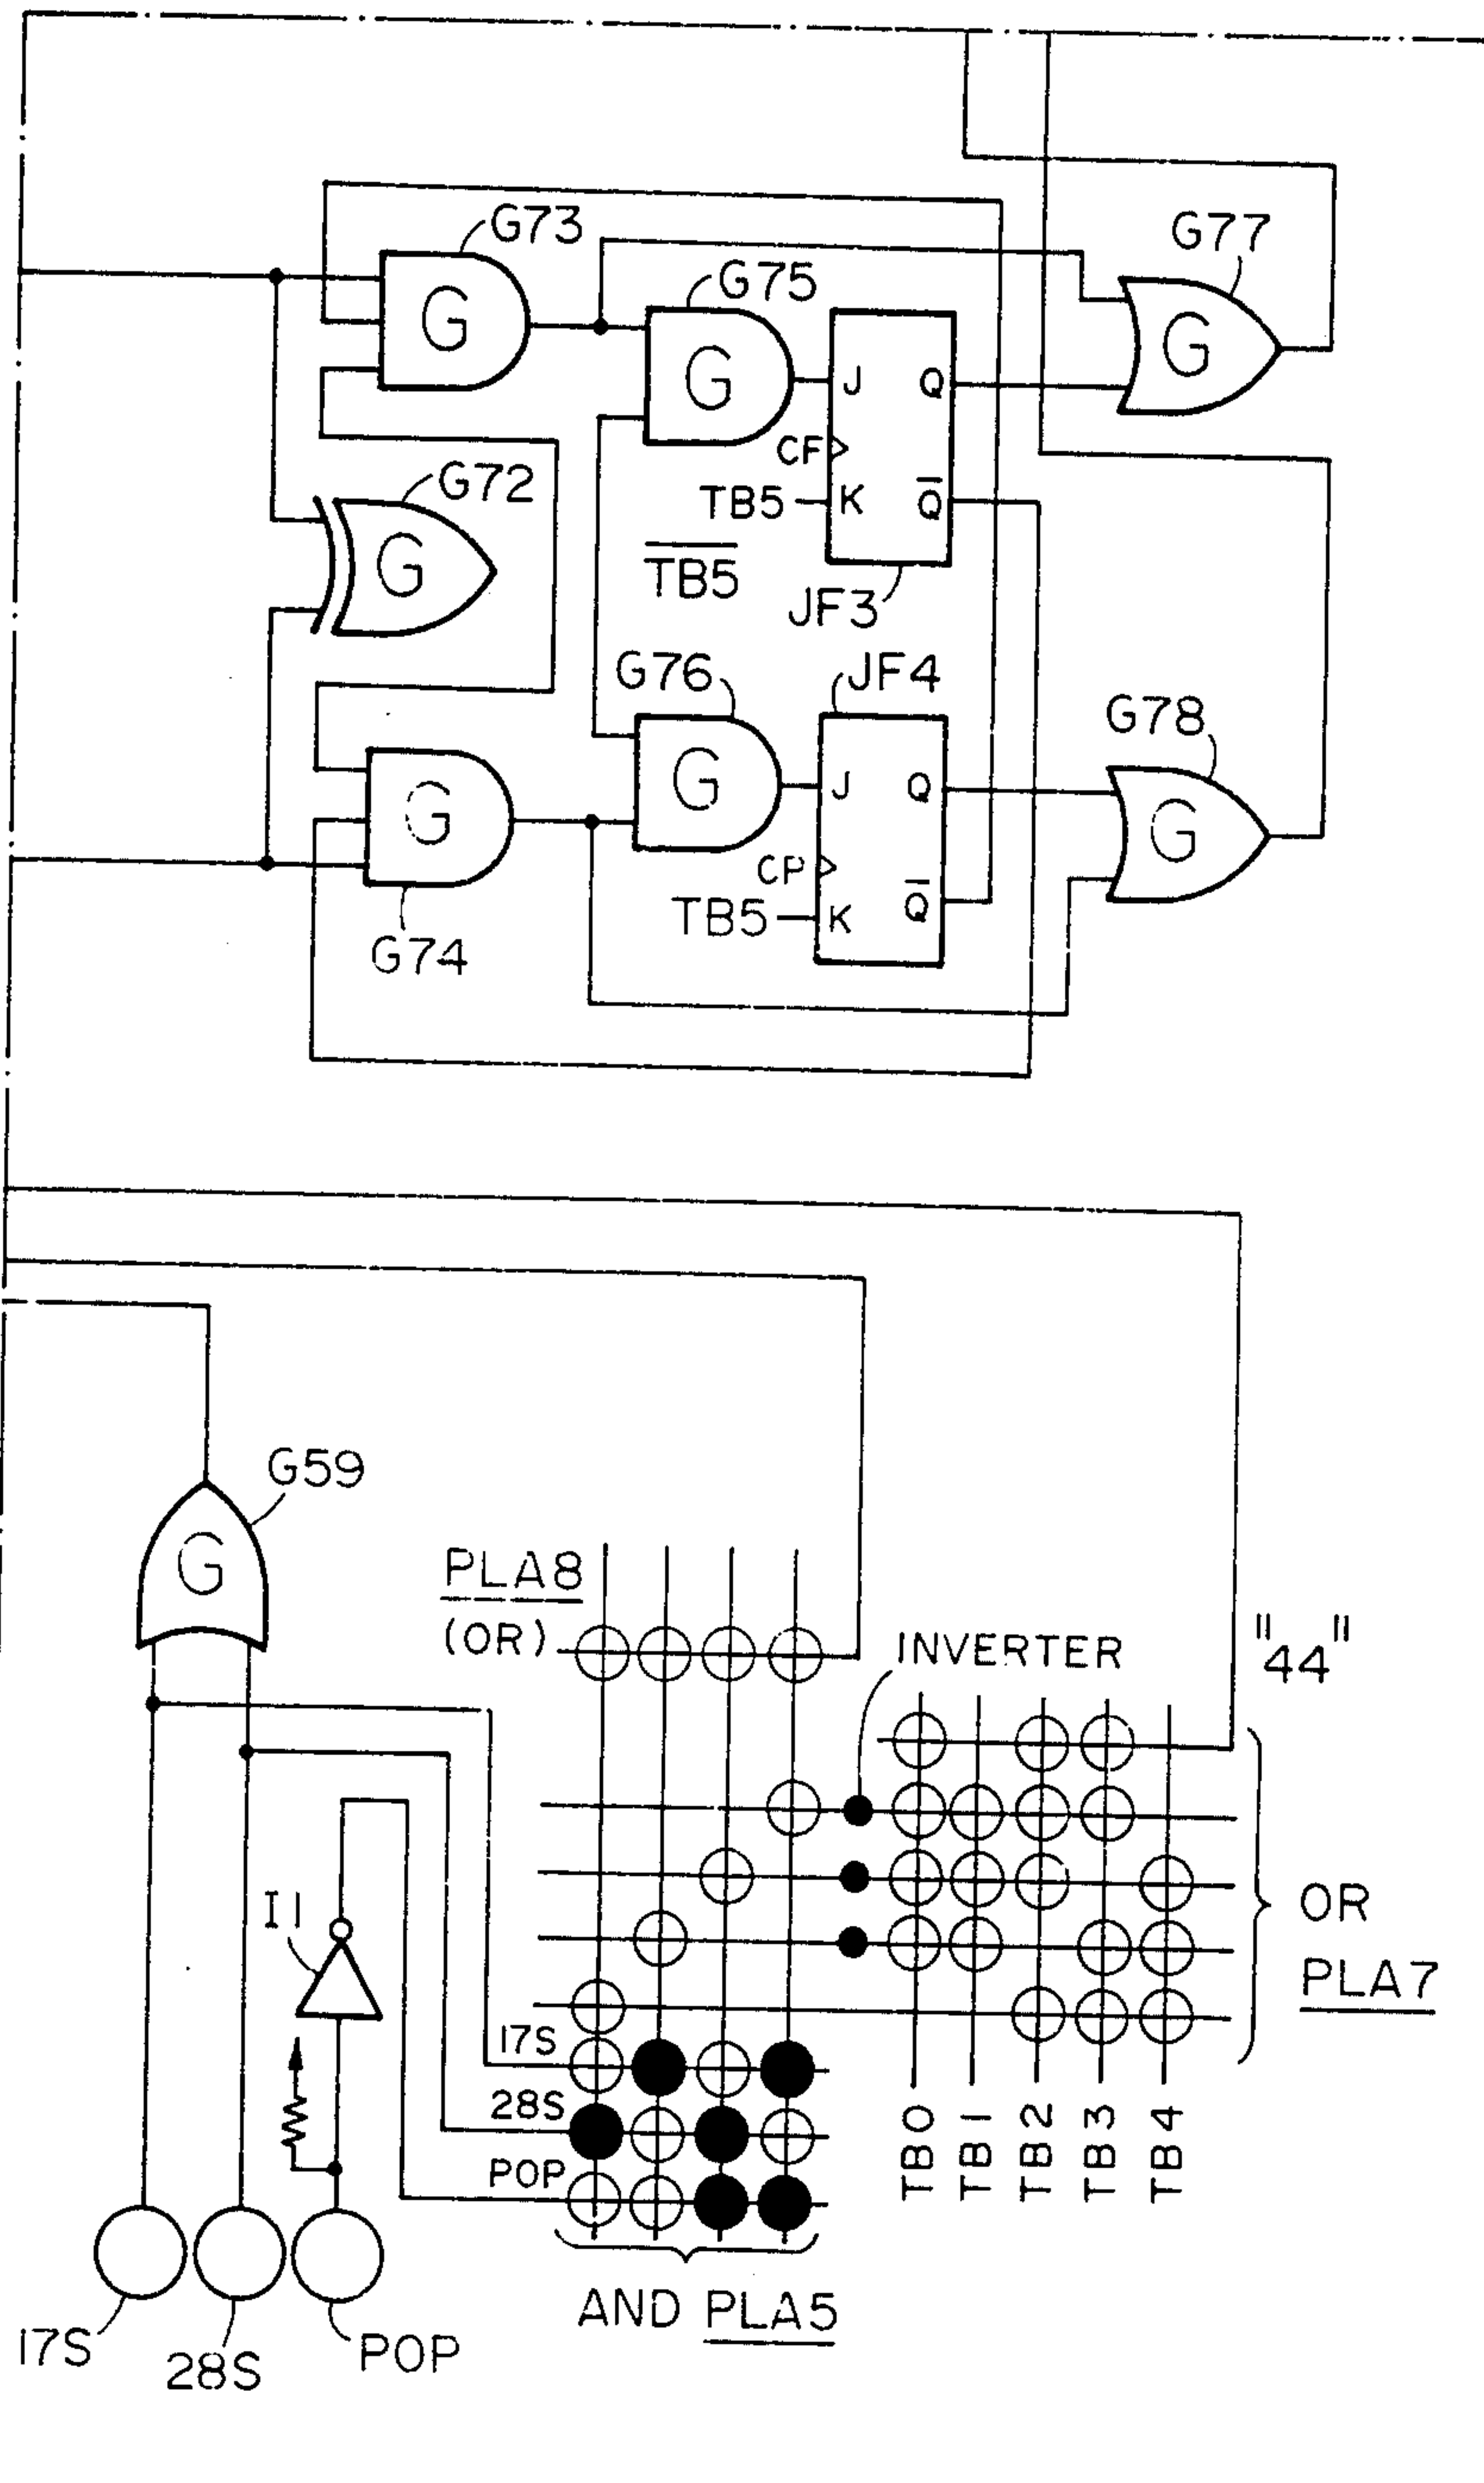 G73
G
G77
G
G75
G
J
Q
CF
TB5
K
Q̅
G72
G
T̅B̅5̅
JF3
G76
G
JF4
J
Q
CP
TB5
K
Q̅
G78
G
G
G74
G59
G
PLA8
(OR)
INVERTER
"44"
I1
OR
PLA7
17S
28S
POP
TB0
TB1
TB2
TB3
TB4
AND PLA5
17S
28S
POP